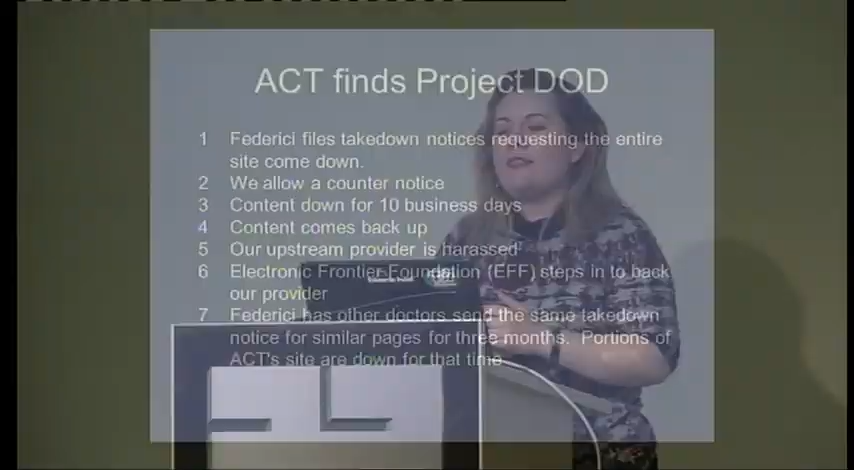 ACT finds Project DOD
1 Federici files takedown notices requesting the entire
site come down.
2 We allow a counter notice
3 Content down for 10 business days
4 Content comes back up
5 Our upstream provider is harassed
6 Electronic Frontier Foundation (EFF) steps in to back
our provider
7 Federici has other doctors send the same takedown
notice for similar pages for three months. Portions of
ACT's site are down for that time